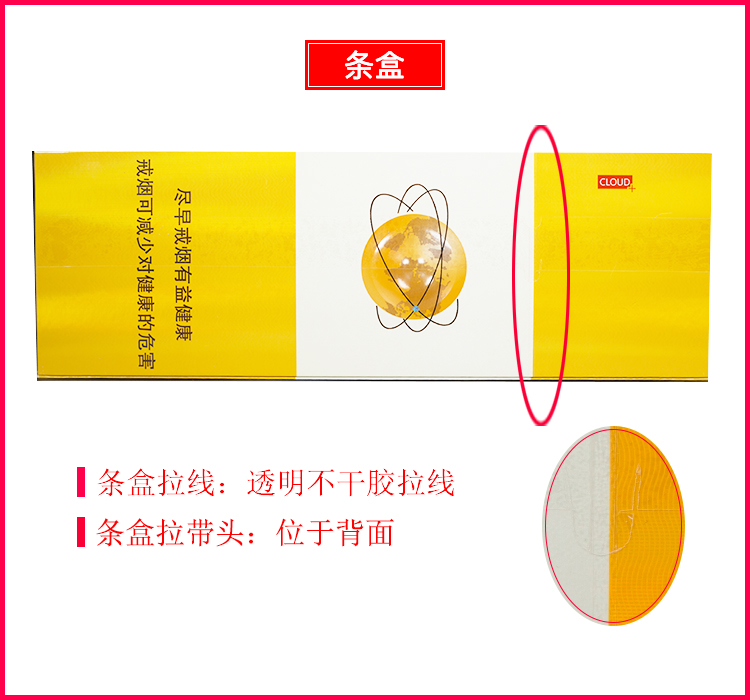 条盒
戒烟可减少对健康的危害
尽早戒烟有益健康
CLOUD
条盒拉线：透明不干胶拉线
条盒拉带头：位于背面